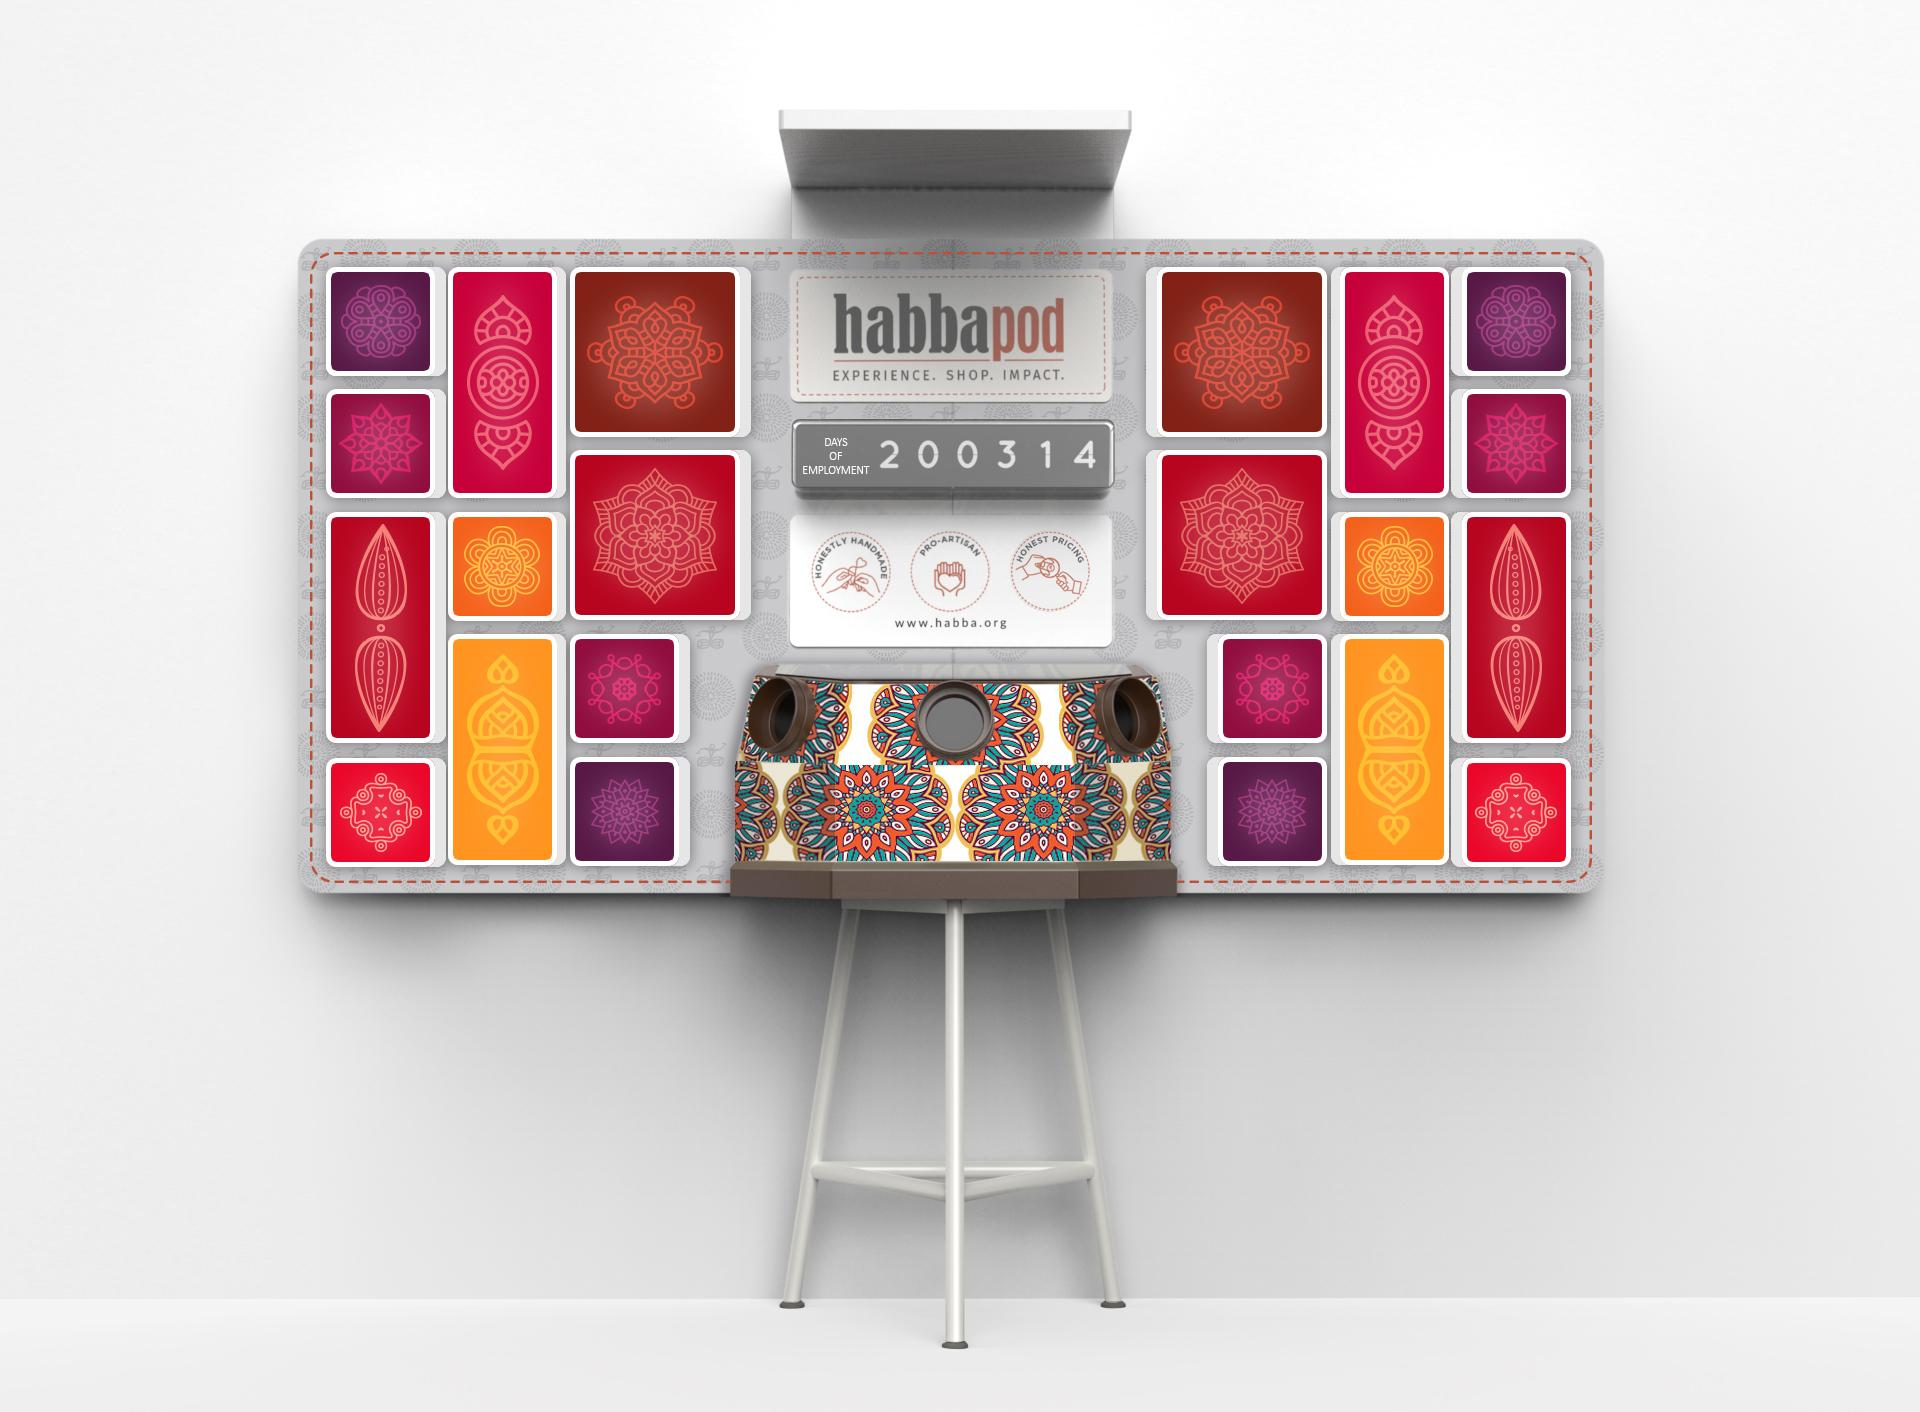 habbapod
EXPERIENCE. SHOP. IMPACT.
DAYS
OF
EMPLOYMENT
200314
HONESTLY HANDMADE
PRO-ARTISAN
HONEST PRICING
www.habba.org